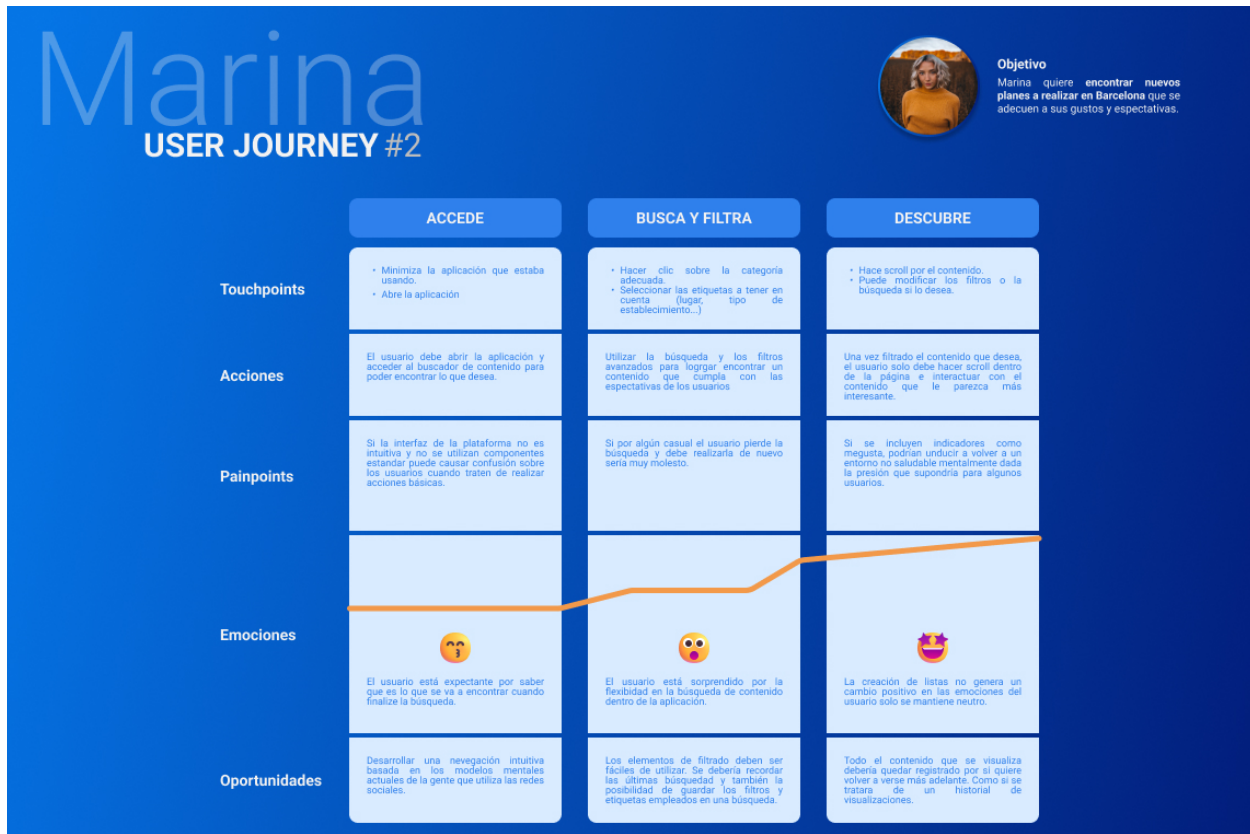 Marina
USER JOURNEY #2
Objetivo
Marina quiere encontrar nuevos
planes a realizar en Barcelona que se
adecuen a sus gustos y espectativas.
ACCEDE
BUSCA Y FILTRA
DESCUBRE
Touchpoints
• Minimiza la aplicación que estaba
usando.
• Abre la aplicación
• Hacer clic sobre la categoría
adecuada.
• Seleccionar las etiquetas a tener en
cuenta (lugar, tipo de
establecimiento...)
• Hace scroll por el contenido.
• Puede modificar los filtros o la
búsqueda si lo desea.
Acciones
El usuario debe abrir la aplicación y
acceder al buscador de contenido para
poder encontrar lo que desea.
Utilizar la búsqueda y los filtros
avanzados para logrgar encontrar un
contenido que cumpla con las
espectativas de los usuarios
Una vez filtrado el contenido que desea,
el usuario solo debe hacer scroll dentro
de la página e interactuar con el
contenido que le parezca más
interesante.
Painpoints
Si la interfaz de la plataforma no es
intuitiva y no se utilizan componentes
estandar puede causar confusión sobre
los usuarios cuando traten de realizar
acciones básicas.
Si por algún casual el usuario pierde la
búsqueda y debe realizarla de nuevo
sería muy molesto.
Si se incluyen indicadores como
megusta, podrían unducir a volver a un
entorno no saludable mentalmente dada
la presión que supondría para algunos
usuarios.
Emociones
El usuario está expectante por saber
que es lo que se va a encontrar cuando
finalize la búsqueda.
El usuario está sorprendido por la
flexibidad en la búsqueda de contenido
dentro de la aplicación.
La creación de listas no genera un
cambio positivo en las emociones del
usuario solo se mantiene neutro.
Oportunidades
Desarrollar una nevegación intuitiva
basada en los modelos mentales
actuales de la gente que utiliza las redes
sociales.
Los elementos de filtrado deben ser
fáciles de utilizar. Se debería recordar
las últimas búsquedad y también la
posibilidad de guardar los filtros y
etiquetas empleados en una búsqueda.
Todo el contenido que se visualiza
debería quedar registrado por si quiere
volver a verse más adelante. Como si se
tratara de un historial de
visualizaciones.